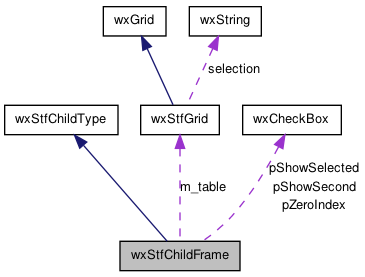 wxGrid
wxString
selection
wxStfChildType
wxStfGrid
wxCheckBox
m_table
pShowSelected
pShowSecond
pZeroIndex
wxStfChildFrame